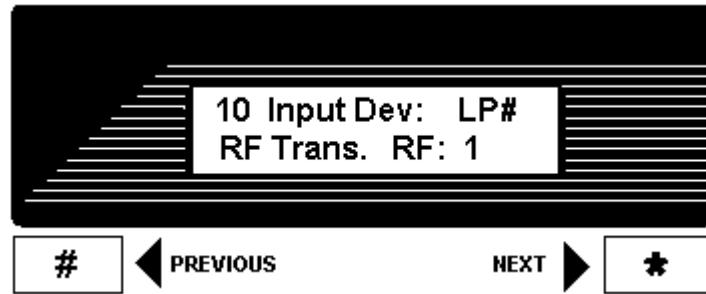 10 Input Dev: LP#
RF Trans. RF: 1
# PREVIOUS NEXT *